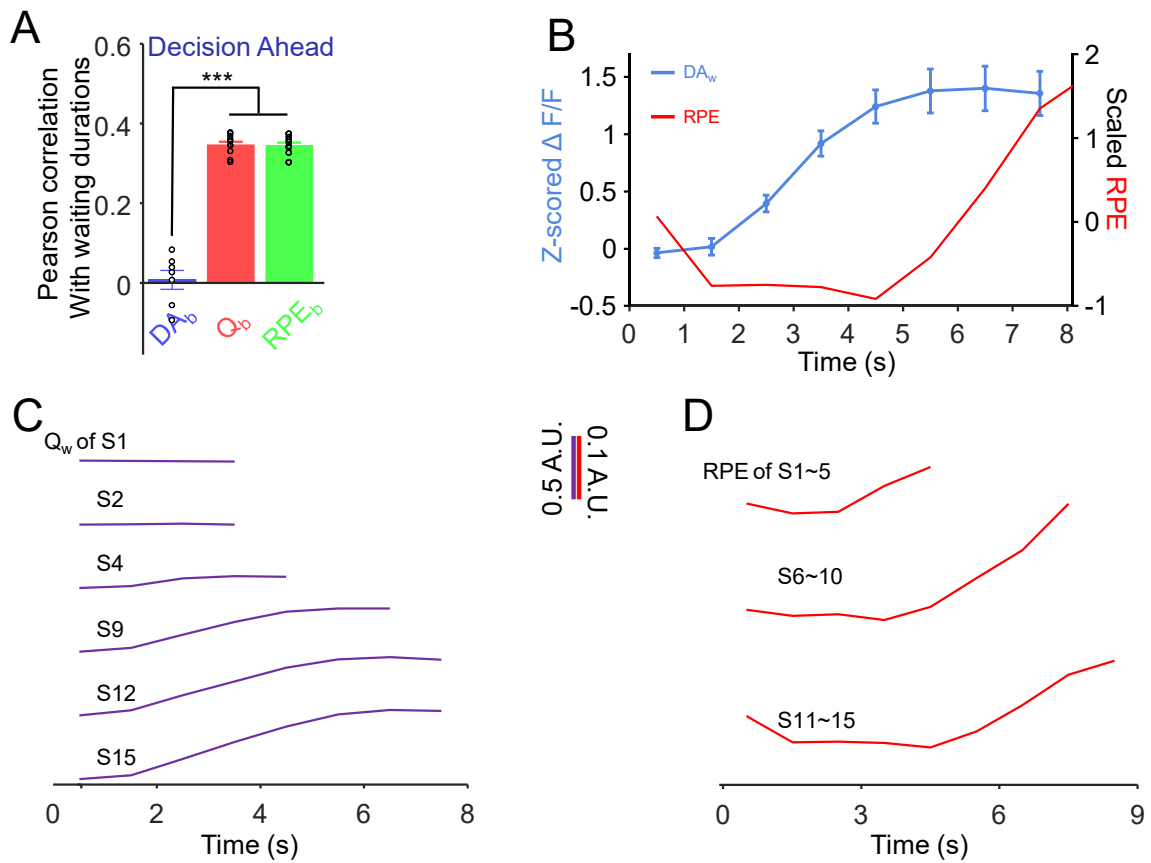 A
Decision Ahead
***
Pearson correlation
With waiting durations
0.6
0.4
0.2
0
DA_b
Q_b
RPE_b
B
DA_w
RPE
Z-scored Δ F/F
1.5
1
0.5
0
-0.5
Scaled RPE
2
1
0
-1
0 1 2 3 4 5 6 7 8
Time (s)
C
Q_w of S1
S2
S4
S9
S12
S15
0 2 4 6 8
Time (s)
0.5 A.U.
0.1 A.U.
D
RPE of S1~5
S6~10
S11~15
0 3 6 9
Time (s)